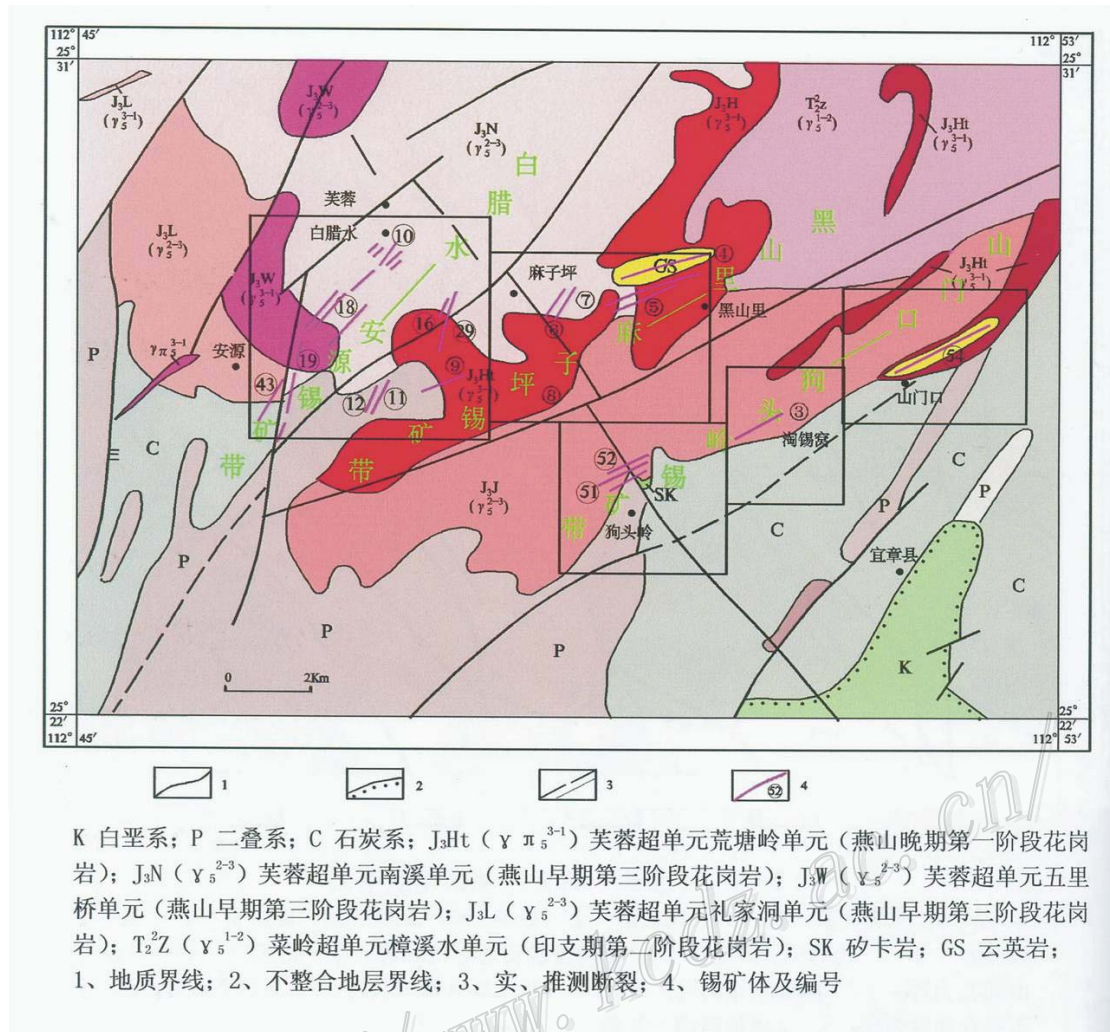 112° 45′
25°
31′
112° 53′
25°
31′
J₃L
(γ₅³⁻¹)
J₃W
(γ₅²⁻³)
J₃N
(γ₅²⁻³)
J₃H
(γ₅³⁻¹)
T₂²z
(γ₅¹⁻²)
J₃Ht
(γ₅³⁻¹)
白
腊
水
安
源
锡
矿
带
芙蓉
白腊水
⑩
J₃L
(γ₅²⁻³)
J₃W
(γ₅³⁻¹)
⑱
⑲
γπ₅³⁻¹
安源
㊸
⑯
㉙
⑨
J₃Ht
(γ₅³⁻¹)
⑫
⑪
⑧
麻子坪
⑦
⑥
GS
④
⑤
黑山里
黑
山
里
麻
子
坪
锡
矿
带
山
门
口
狗
头
岭
锡
矿
带
J₃Ht
(γ₅³⁻¹)
54
山门口
③
淘锡窝
52
51
SK
狗头岭
J₃J
(γ₅²⁻³)
P
C
P
P
P
C
C
P
P
C
宜章县
K
0 2Km
25°
22′
112° 45′
25°
22′
112° 53′
1
2
3
52 4
K 白垩系；P 二叠系；C 石炭系；J₃Ht（γπ₅³⁻¹）芙蓉超单元荒塘岭单元（燕山晚期第一阶段花岗
岩）；J₃N（γ₅²⁻³）芙蓉超单元南溪单元（燕山早期第三阶段花岗岩）；J₃W（γ₅²⁻³）芙蓉超单元五里
桥单元（燕山早期第三阶段花岗岩）；J₃L（γ₅²⁻³）芙蓉超单元礼家洞单元（燕山早期第三阶段花岗
岩）；T₂²Z（γ₅¹⁻²）菜岭超单元樟溪水单元（印支期第二阶段花岗岩）；SK 矽卡岩；GS 云英岩；
1、地质界线；2、不整合地层界线；3、实、推测断裂；4、锡矿体及编号
/www.kcdz.ac.cn/